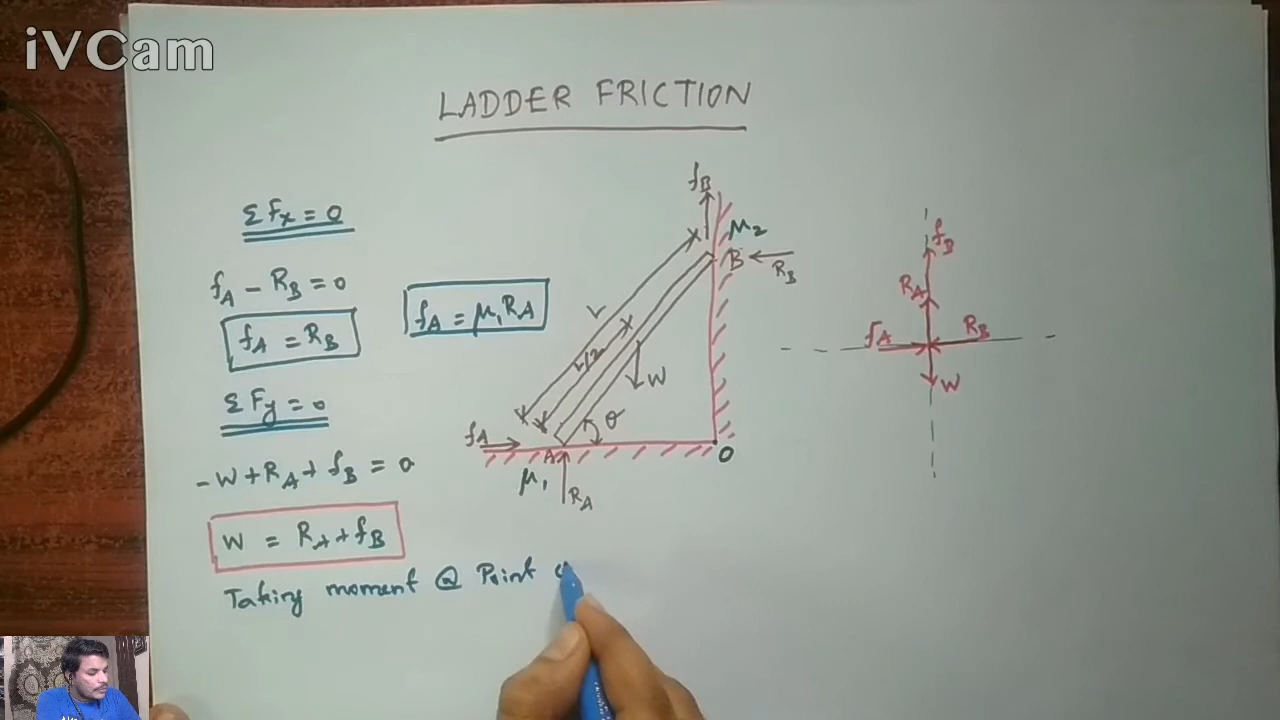 iVCam
LADDER FRICTION
ΣFx = 0
fA - RB = 0
fA = RB
fA = μ1RA
ΣFy = 0
-W + RA + fB = 0
W = RA + fB
Taking moment @ Point
fB
μ2
B
RB
L/2
W
θ
fA
A
μ1
RA
O
fB
RA
fA
RB
W